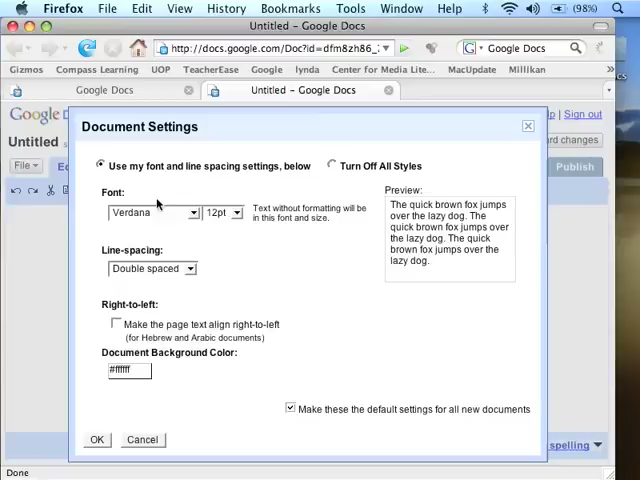 Firefox File Edit View History Bookmarks Tools Window Help (98%)
Untitled - Google Docs
http://docs.google.com/Doc?id=dfm8zh86_ Google Docs
Gizmos Compass Learning UOP TeacherEase Google lynda Center for Media Lite... MacUpdate Millikan
Google Docs Untitled - Google Docs
Google Sign out
Untitled
File
Publish
Document Settings
Use my font and line spacing settings, below Turn Off All Styles
Font:
Verdana 12pt
Text without formatting will be
in this font and size.
Preview:
The quick brown fox jumps
over the lazy dog. The
quick brown fox jumps over
the lazy dog. The quick
brown fox jumps over the
lazy dog.
Line-spacing:
Double spaced
Right-to-left:
Make the page text align right-to-left
(for Hebrew and Arabic documents)
Document Background Color:
#ffffff
Make these the default settings for all new documents
OK Cancel
spelling
Done